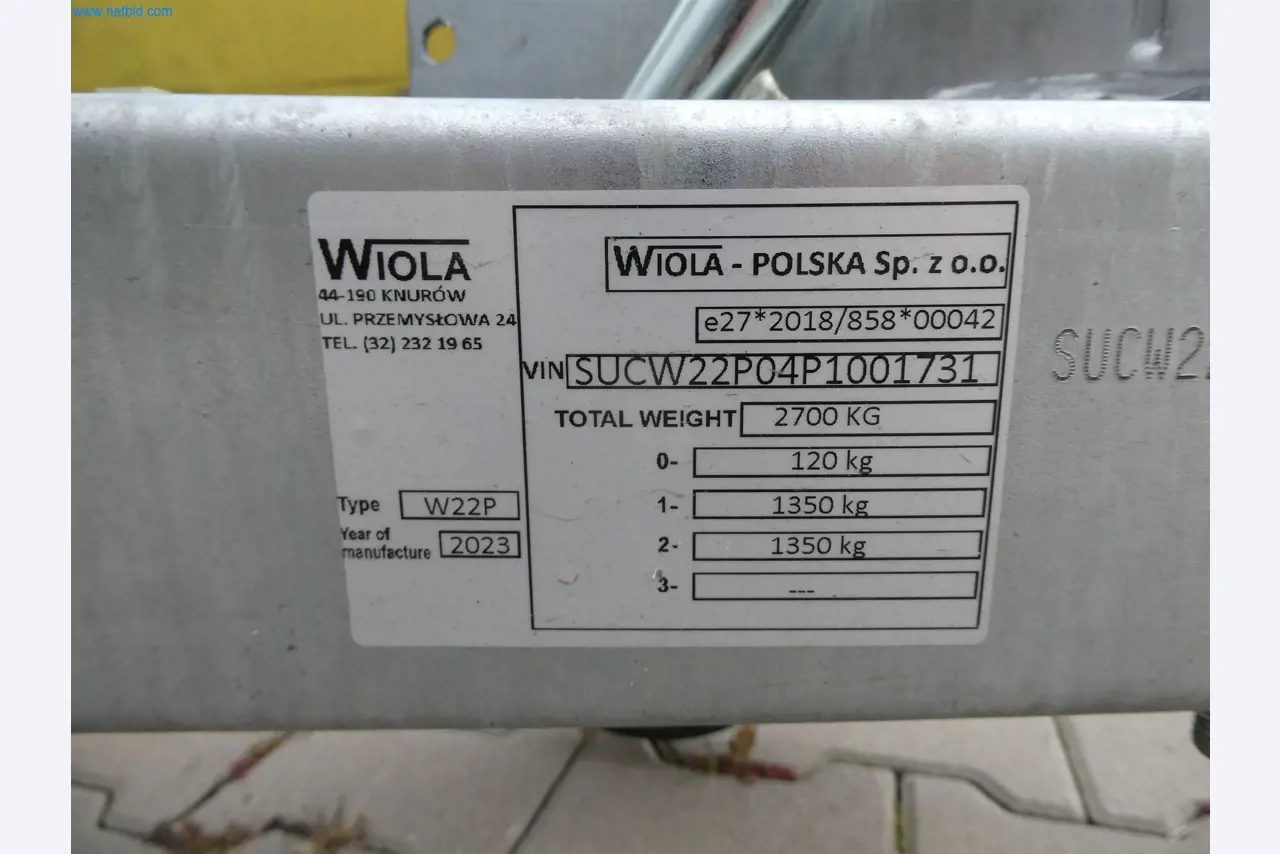 www.netbid.com
WIOLA
44-190 KNURÓW
UL. PRZEMYSŁOWA 24
TEL. (32) 232 19 65
Type W22P
Year of
manufacture 2023
WIOLA - POLSKA Sp. z o.o.
e27*2018/858*00042
VIN SUCW22P04P1001731
TOTAL WEIGHT 2700 KG
0- 120 kg
1- 1350 kg
2- 1350 kg
3- ---
SUCW22